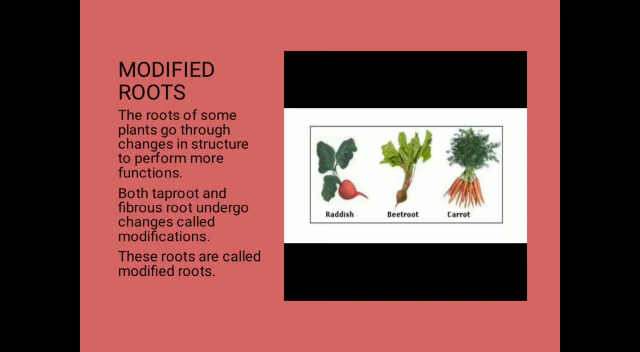 MODIFIED
ROOTS
The roots of some
plants go through
changes in structure
to perform more
functions.
Both taproot and
fibrous root undergo
changes called
modifications.
These roots are called
modified roots.
Raddish Beetroot Carrot